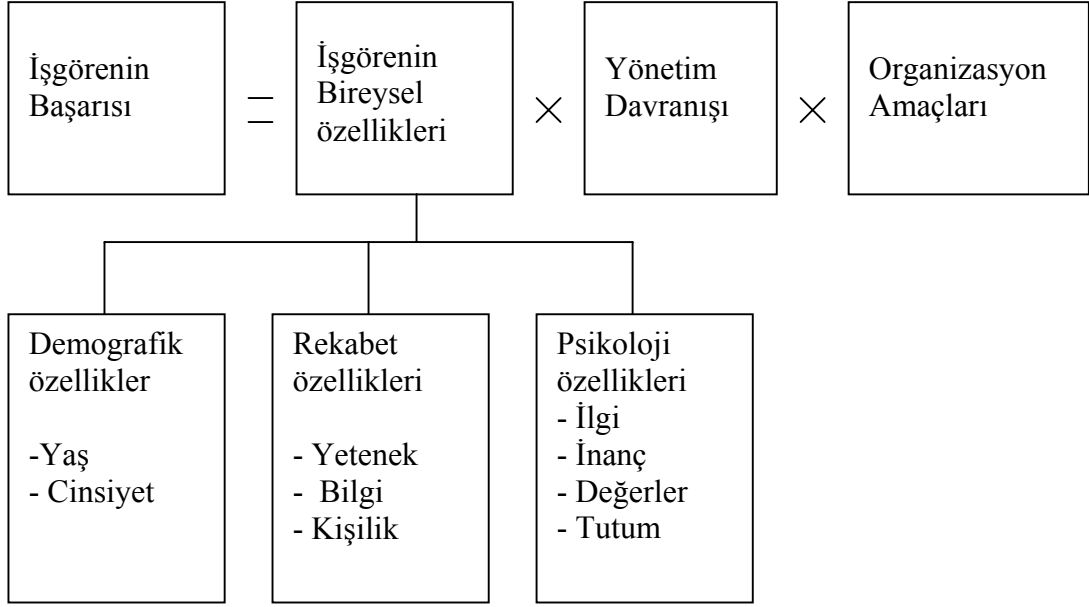 İşgörenin
Başarısı
=
İşgörenin
Bireysel
özellikleri
×
Yönetim
Davranışı
×
Organizasyon
Amaçları
Demografik
özellikler
-Yaş
- Cinsiyet
Rekabet
özellikleri
- Yetenek
- Bilgi
- Kişilik
Psikoloji
özellikleri
- İlgi
- İnanç
- Değerler
- Tutum